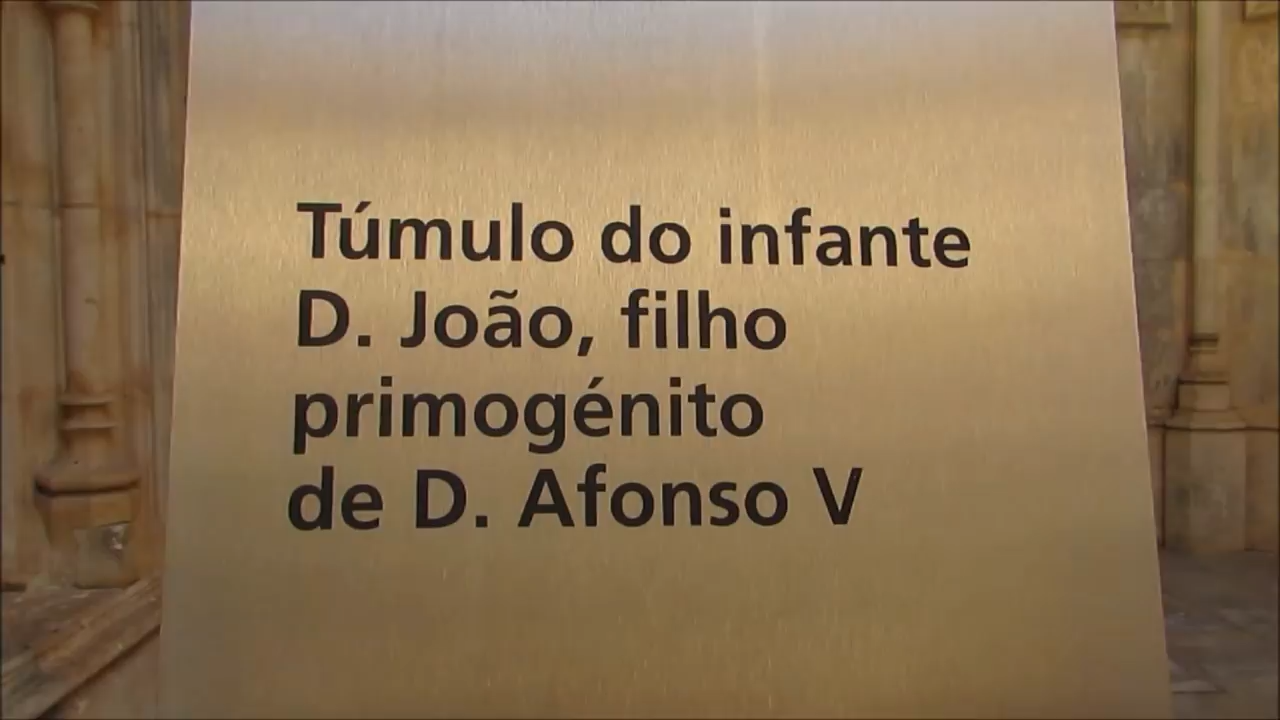 Túmulo do infante
D. João, filho
primogénito
de D. Afonso V